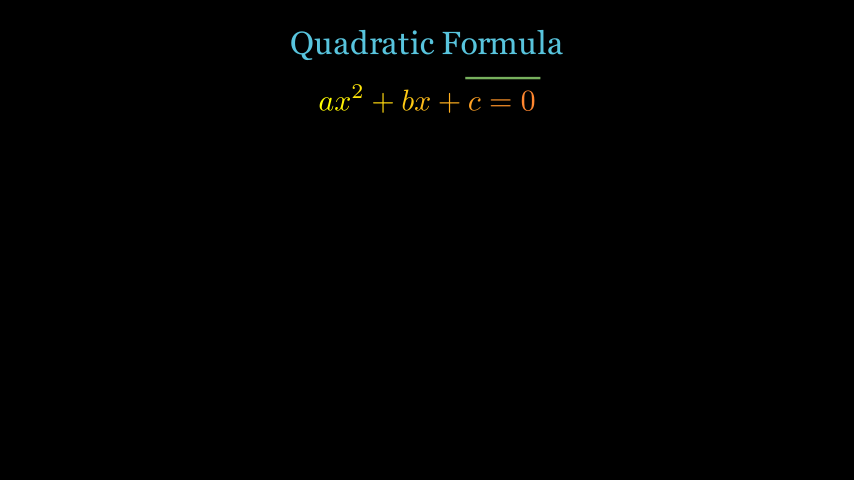 Quadratic Formula
ax² + bx + c = 0